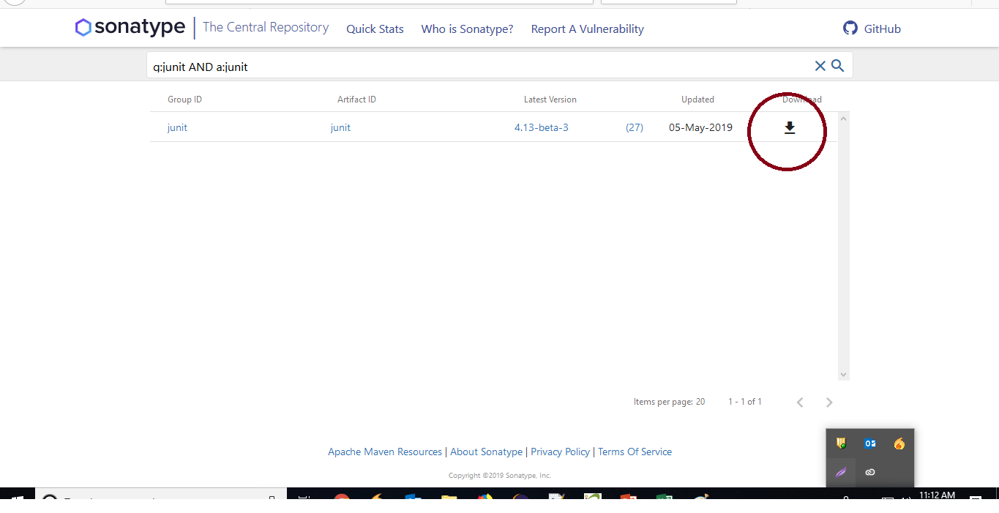 sonatype The Central Repository Quick Stats Who is Sonatype? Report A Vulnerability GitHub
g:junit AND a:junit
Group ID Artifact ID Latest Version Updated Download
junit junit 4.13-beta-3 (27) 05-May-2019
Items per page: 20 1 - 1 of 1
Apache Maven Resources | About Sonatype | Privacy Policy | Terms Of Service
Copyright ©2019 Sonatype, Inc.
11:12 AM